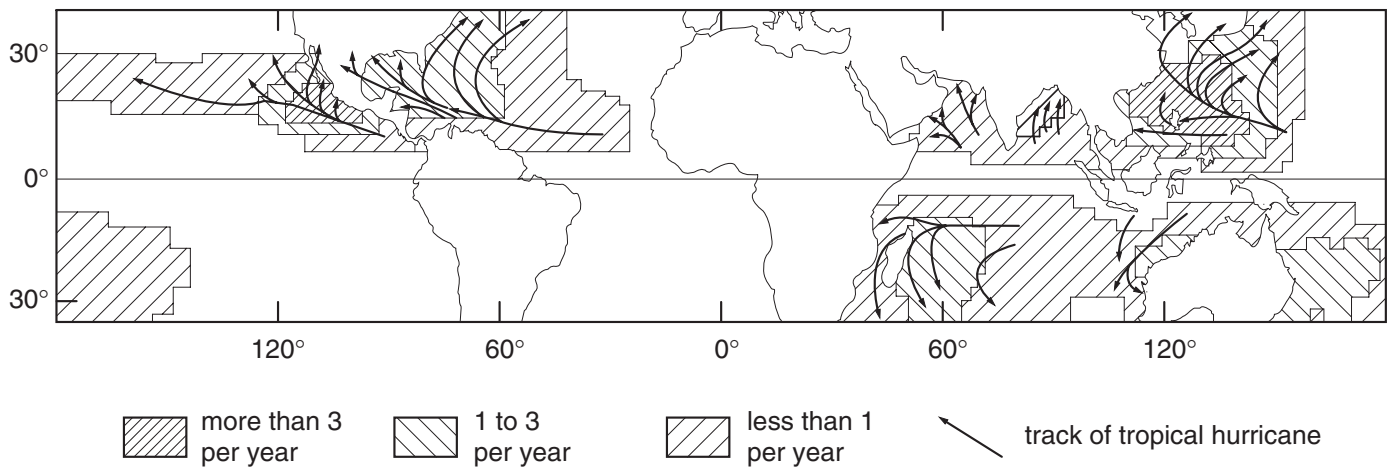 30°
0°
30°
120° 60° 0° 60° 120°
more than 3
per year
1 to 3
per year
less than 1
per year
track of tropical hurricane